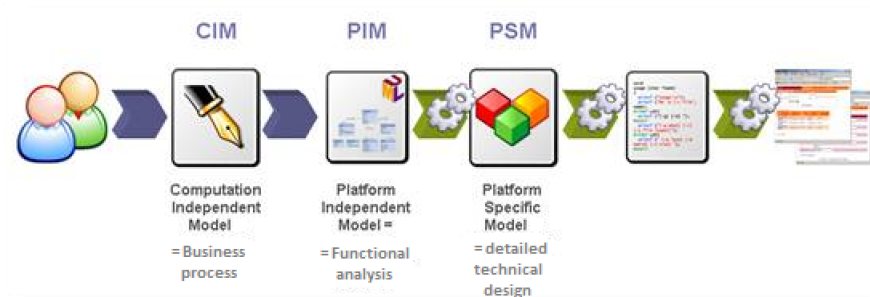 CIM
PIM
PSM
UML
Computation
Independent
Model
= Business
process
Platform
Independent
Model =
= Functional
analysis
Platform
Specific
Model
= detailed
technical
design